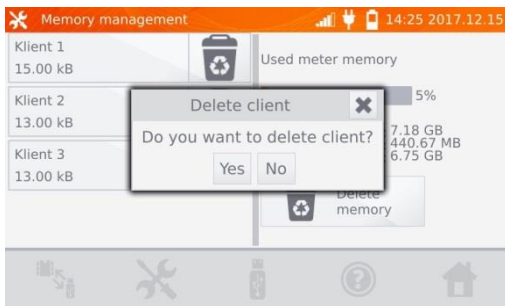 Memory management
14:25 2017.12.15
Klient 1
15.00 kB
Klient 2
13.00 kB
Klient 3
13.00 kB
Used meter memory
5%
7.18 GB
440.67 MB
6.75 GB
Delete
memory
Delete client
Do you want to delete client?
Yes No